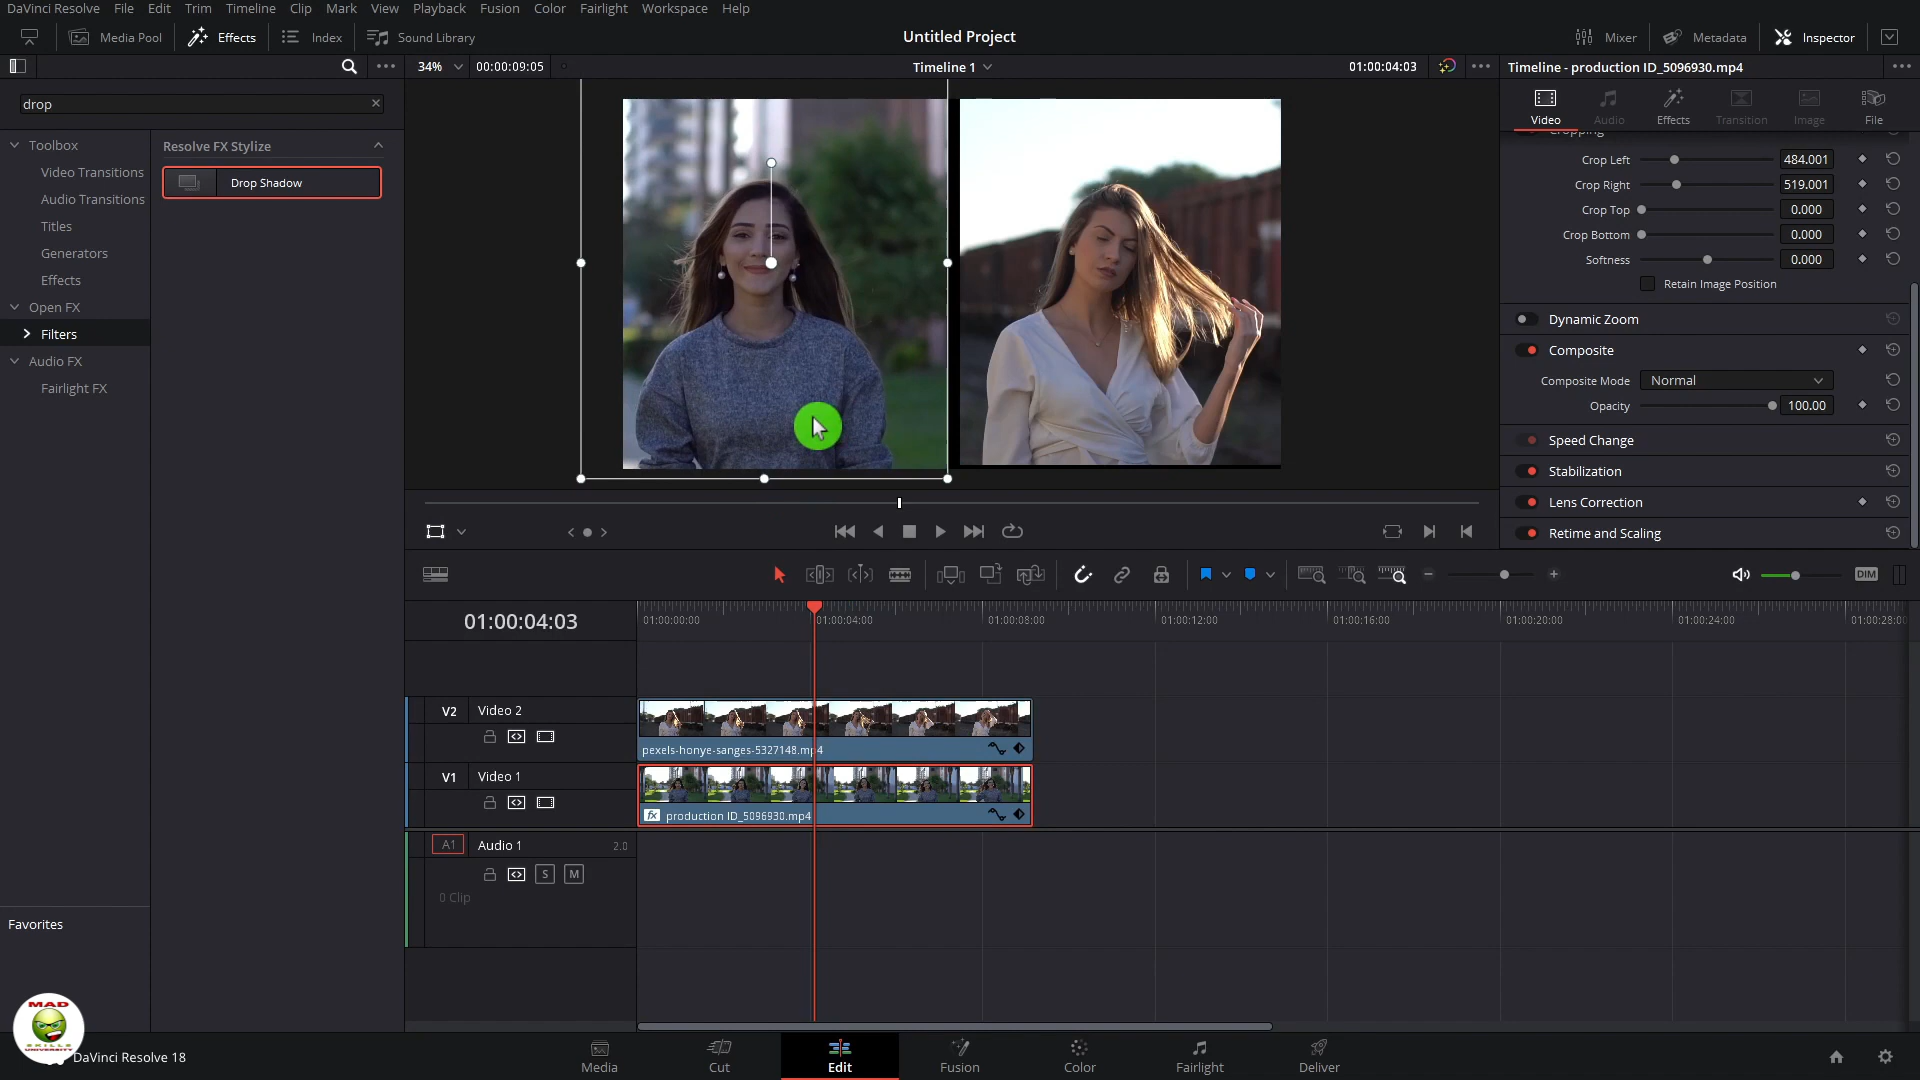 DaVinci Resolve File Edit Trim Timeline Clip Mark View Playback Fusion Color Fairlight Workspace Help
Media Pool Effects Index Sound Library Untitled Project Mixer Metadata Inspector
34% 00:00:09:05 Timeline 1 01:00:04:03 Timeline - production ID_5096930.mp4
drop
Video Audio Effects Transition Image File
Toolbox
Video Transitions
Audio Transitions
Titles
Generators
Effects
Open FX
Filters
Audio FX
Fairlight FX
Favorites
Resolve FX Stylize
Drop Shadow
Cropping
Crop Left 484.001
Crop Right 519.001
Crop Top 0.000
Crop Bottom 0.000
Softness 0.000
Retain Image Position
Dynamic Zoom
Composite
Composite Mode Normal
Opacity 100.00
Speed Change
Stabilization
Lens Correction
Retime and Scaling
DIM
01:00:04:03
01:00:00:00 01:00:04:00 01:00:08:00 01:00:12:00 01:00:16:00 01:00:20:00 01:00:24:00 01:00:28:00
V2 Video 2
pexels-honye-sanges-5327148.mp4
V1 Video 1
fx production ID_5096930.mp4
A1 Audio 1 2.0
S M
0 Clip
MAD
SKILLS
UNIVERSITY
DaVinci Resolve 18
Media Cut Edit Fusion Color Fairlight Deliver